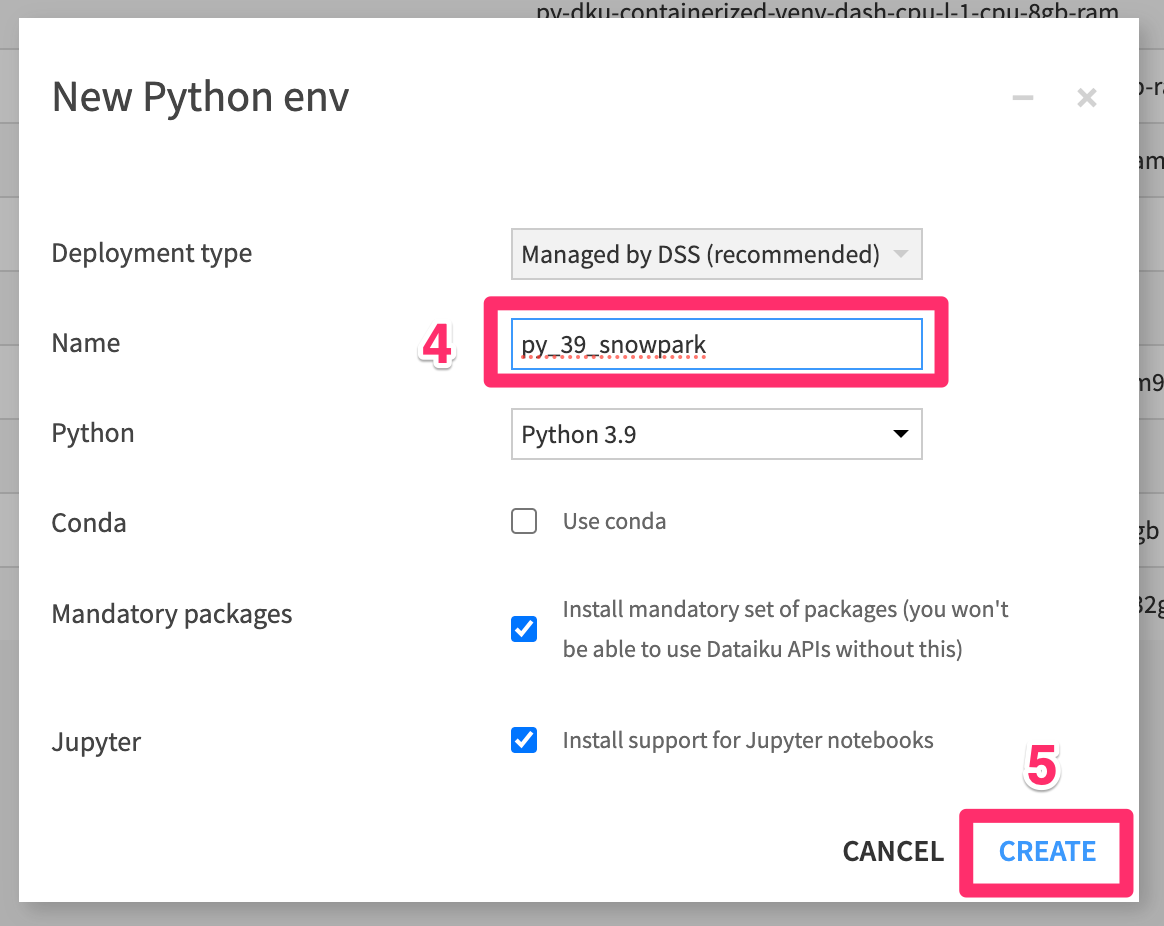 py-dku-containerized-venv-dash-cpu-l-1-cpu-8gb-ram
New Python env
Deployment type
Managed by DSS (recommended)
Name
4
py_39_snowpark
Python
Python 3.9
Conda
Use conda
Mandatory packages
Install mandatory set of packages (you won't
be able to use Dataiku APIs without this)
Jupyter
Install support for Jupyter notebooks
5
CANCEL
CREATE